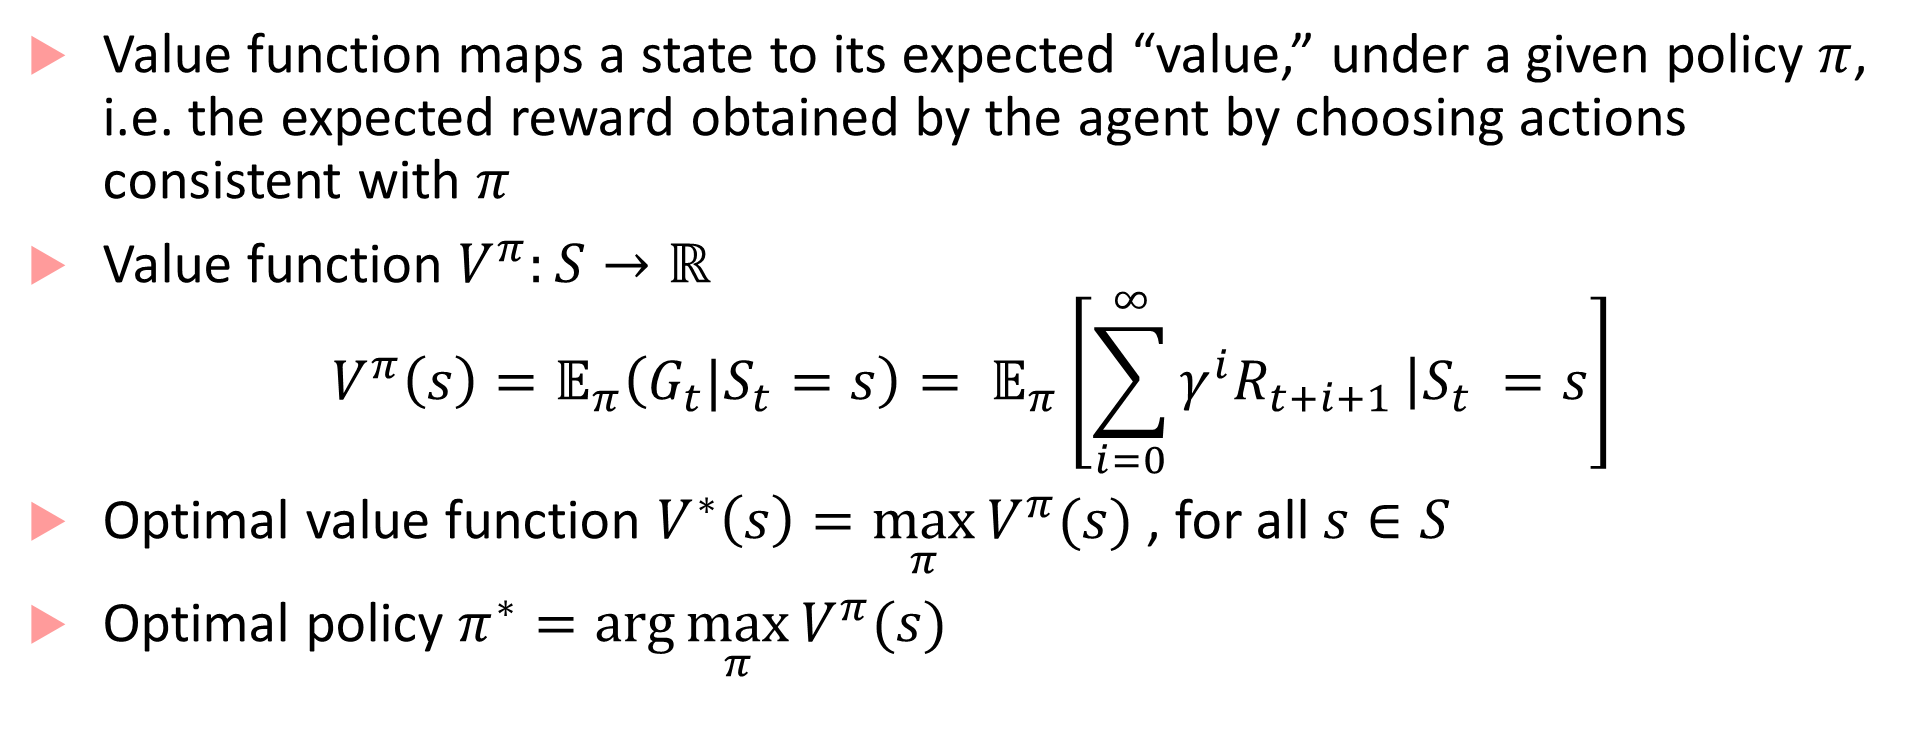 Value function maps a state to its expected “value,” under a given policy 𝜋,
i.e. the expected reward obtained by the agent by choosing actions
consistent with 𝜋
Value function 𝑉^𝜋: 𝑆 → ℝ
𝑉^𝜋(𝑠) = 𝔼_𝜋(𝐺_𝑡|𝑆_𝑡 = 𝑠) = 𝔼_𝜋[∑_{𝑖=0}^{∞} 𝛾^𝑖 𝑅_{𝑡+𝑖+1} |𝑆_𝑡 = 𝑠]
Optimal value function 𝑉^*(𝑠) = max_𝜋 𝑉^𝜋(𝑠) , for all 𝑠 ∈ 𝑆
Optimal policy 𝜋^* = arg max_𝜋 𝑉^𝜋(𝑠)